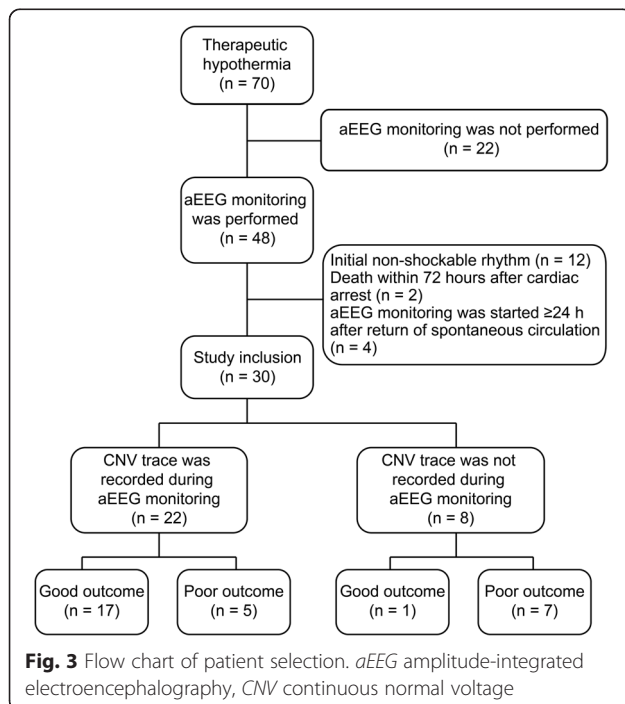 Therapeutic
hypothermia
(n = 70)
aEEG monitoring was not performed
(n = 22)
aEEG monitoring
was performed
(n = 48)
Initial non-shockable rhythm (n = 12)
Death within 72 hours after cardiac
arrest (n = 2)
aEEG monitoring was started ≥24 h
after return of spontaneous circulation
(n = 4)
Study inclusion
(n = 30)
CNV trace was
recorded during
aEEG monitoring
(n = 22)
CNV trace was not
recorded during
aEEG monitoring
(n = 8)
Good outcome
(n = 17)
Poor outcome
(n = 5)
Good outcome
(n = 1)
Poor outcome
(n = 7)
Fig. 3 Flow chart of patient selection. aEEG amplitude-integrated
electroencephalography, CNV continuous normal voltage